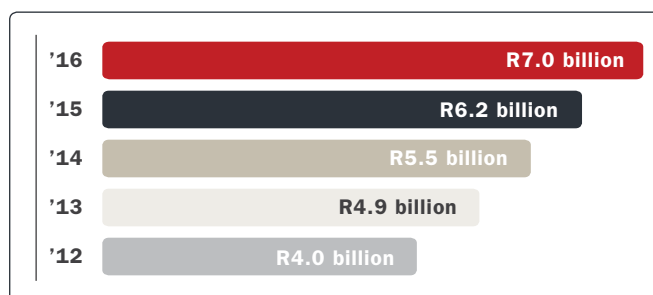 ’16 R7.0 billion
’15 R6.2 billion
’14 R5.5 billion
’13 R4.9 billion
’12 R4.0 billion